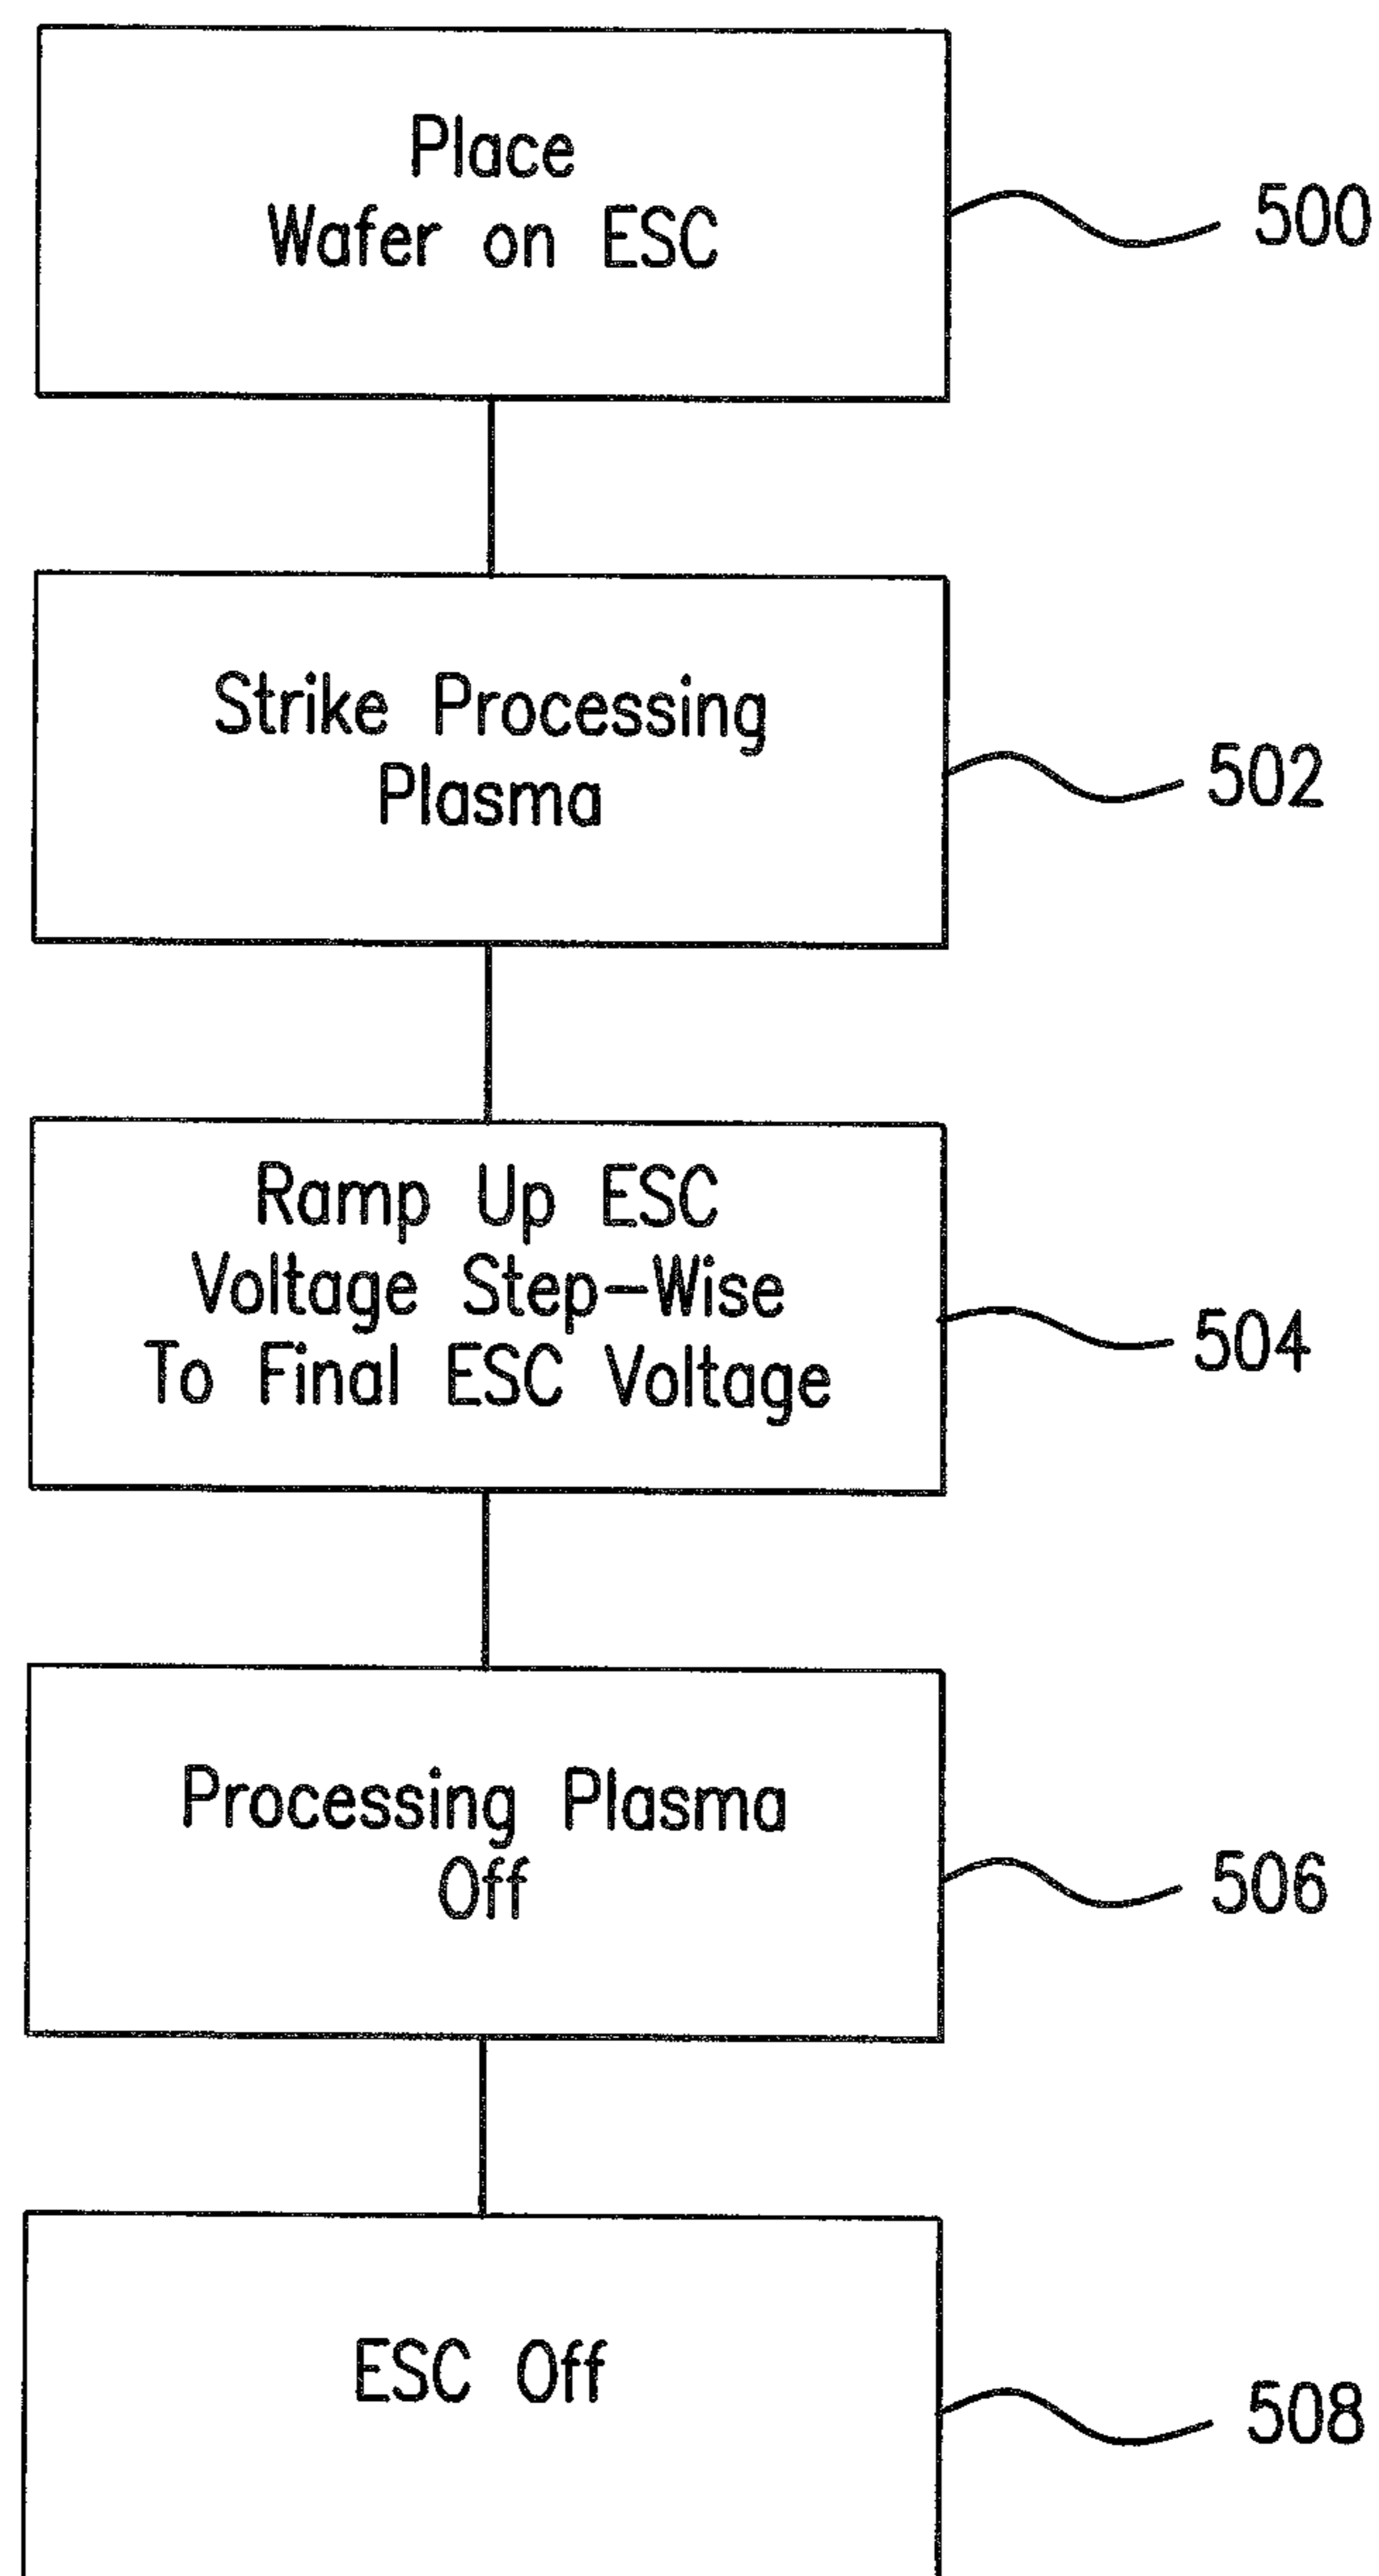 Place
Wafer on ESC
500
Strike Processing
Plasma
502
Ramp Up ESC
Voltage Step-Wise
To Final ESC Voltage
504
Processing Plasma
Off
506
ESC Off
508